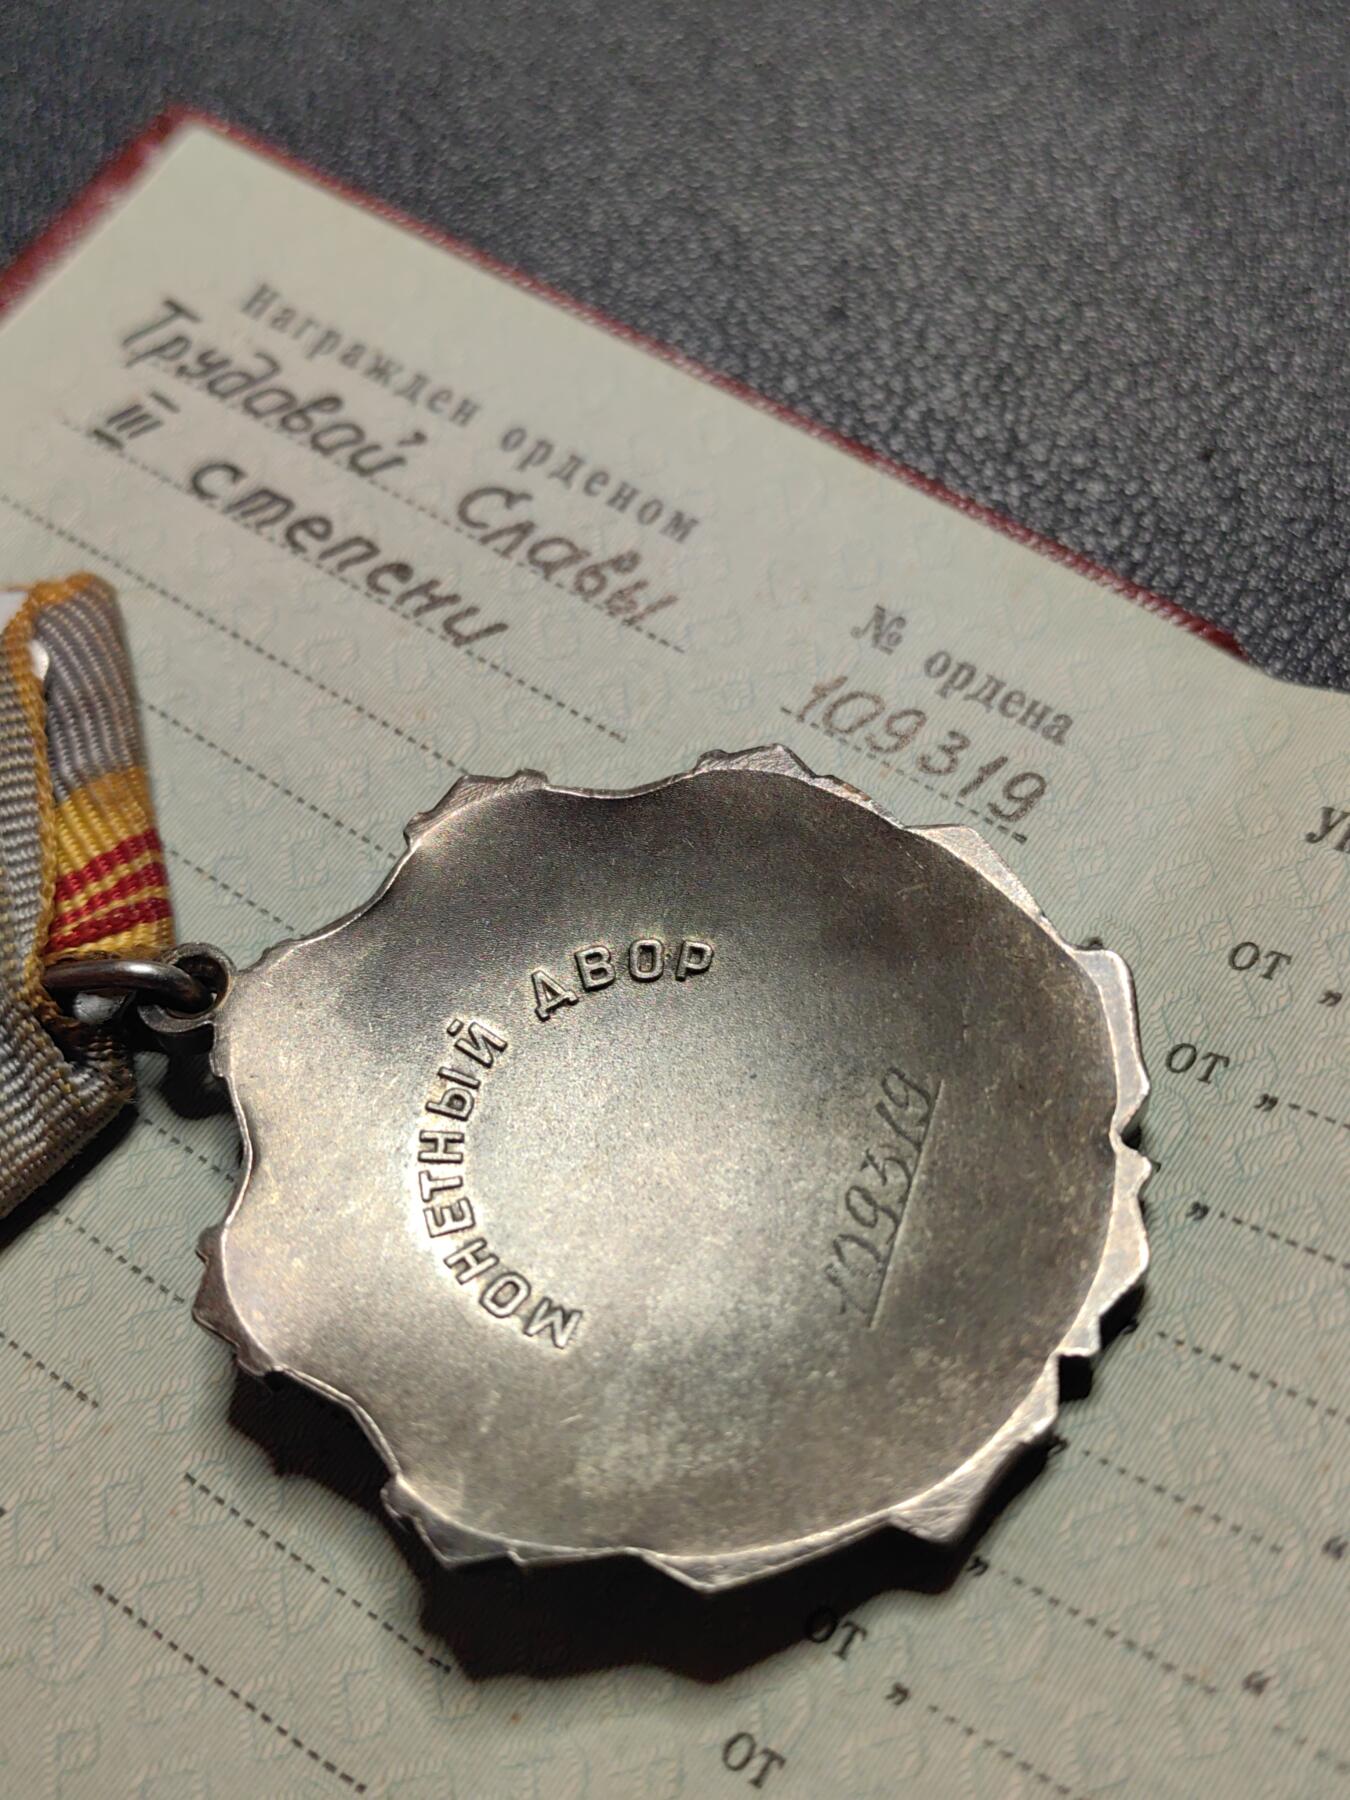 Награжден орденом
Трудовой Славы
III степени
№ ордена
109319
от „
от „
„
„
“
„
“
от „
от
МОНЕТНЫЙ ДВОР
109319